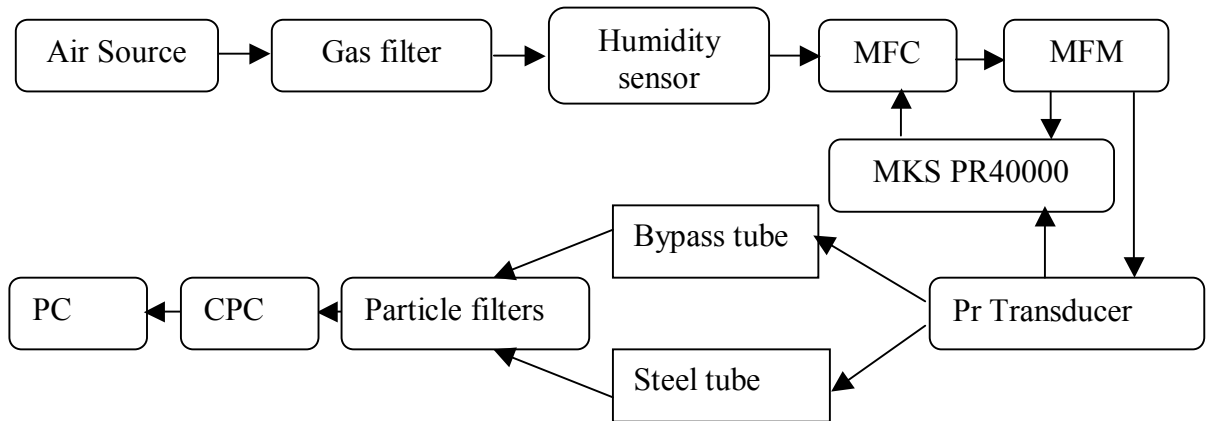 Air Source
Gas filter
Humidity
sensor
MFC
MFM
MKS PR40000
Bypass tube
PC
CPC
Particle filters
Pr Transducer
Steel tube